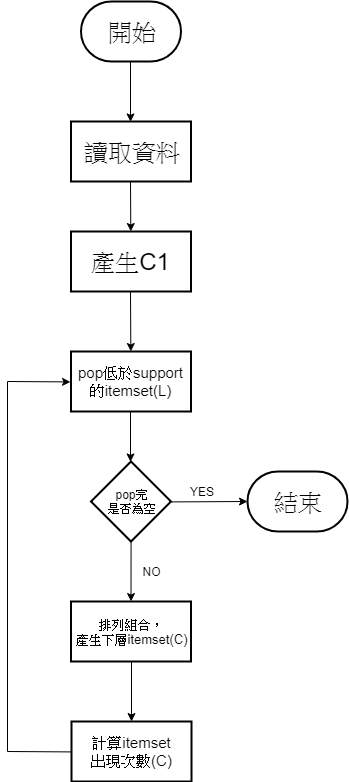 開始
讀取資料
產生C1
pop低於support
的itemset(L)
pop完
是否為空
YES
結束
NO
排列組合，
產生下層itemset(C)
計算itemset
出現次數(C)